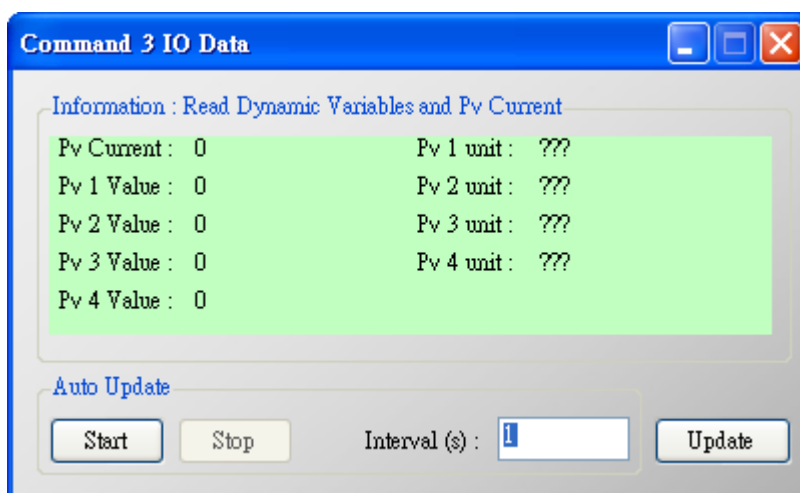 Command 3 IO Data
Information : Read Dynamic Variables and Pv Current
Pv Current : 0 Pv 1 unit : ???
Pv 1 Value : 0 Pv 2 unit : ???
Pv 2 Value : 0 Pv 3 unit : ???
Pv 3 Value : 0 Pv 4 unit : ???
Pv 4 Value : 0
Auto Update
Start Stop Interval (s) : 1 Update